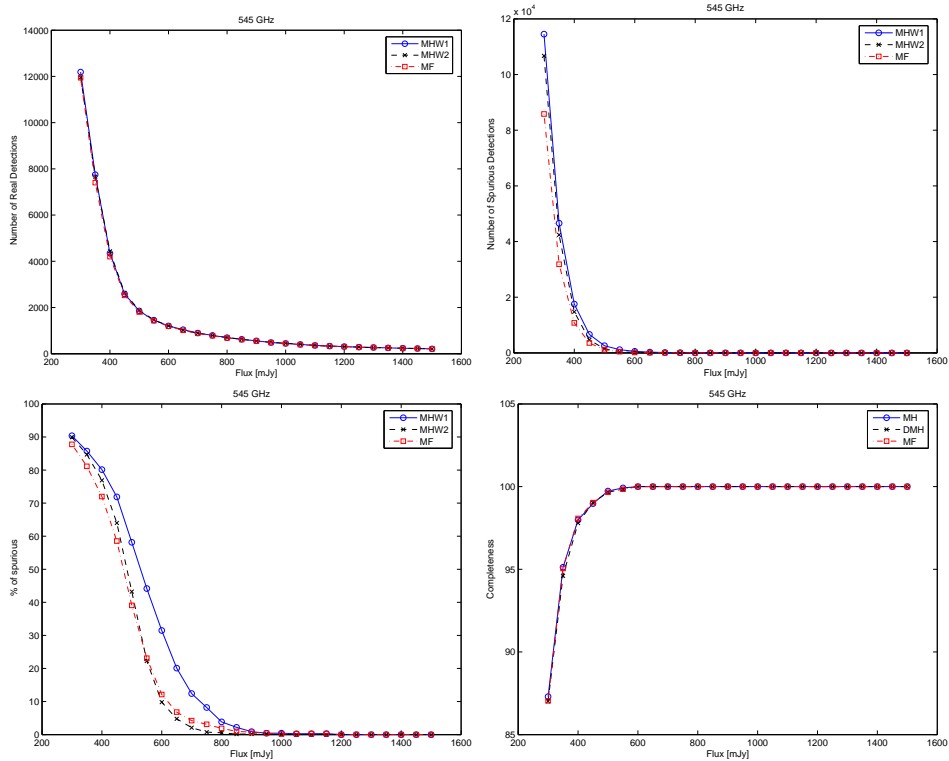 545 GHz
14000
12000
10000
8000
6000
4000
2000
0
200 400 600 800 1000 1200 1400 1600
Flux [mJy]
Number of Real Detections
MHW1
MHW2
MF
545 GHz
x 10^4
12
10
8
6
4
2
0
200 400 600 800 1000 1200 1400 1600
Flux [mJy]
Number of Spurious Detections
MHW1
MHW2
MF
545 GHz
100
90
80
70
60
50
40
30
20
10
0
200 400 600 800 1000 1200 1400 1600
Flux [mJy]
% of spurious
MHW1
MHW2
MF
545 GHz
105
100
95
90
85
200 400 600 800 1000 1200 1400 1600
Flux [mJy]
Completeness
MH
DMH
MF